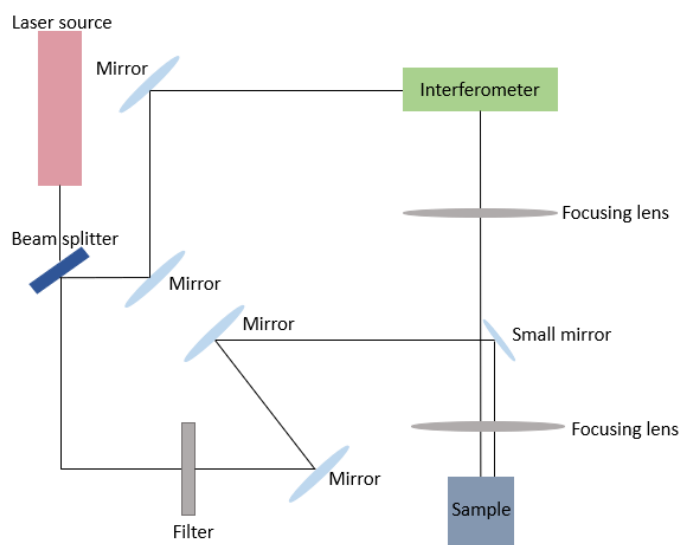 Laser source
Mirror
Interferometer
Focusing lens
Beam splitter
Mirror
Mirror
Small mirror
Focusing lens
Mirror
Sample
Filter